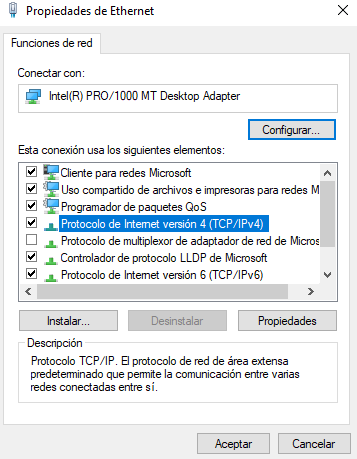 Propiedades de Ethernet
Funciones de red
Conectar con:
Intel(R) PRO/1000 MT Desktop Adapter
Configurar...
Esta conexión usa los siguientes elementos:
Cliente para redes Microsoft
Uso compartido de archivos e impresoras para redes M
Programador de paquetes QoS
Protocolo de Internet versión 4 (TCP/IPv4)
Protocolo de multiplexor de adaptador de red de Micros
Controlador de protocolo LLDP de Microsoft
Protocolo de Internet versión 6 (TCP/IPv6)
Instalar... Desinstalar Propiedades
Descripción
Protocolo TCP/IP. El protocolo de red de área extensa
predeterminado que permite la comunicación entre varias
redes conectadas entre sí.
Aceptar Cancelar